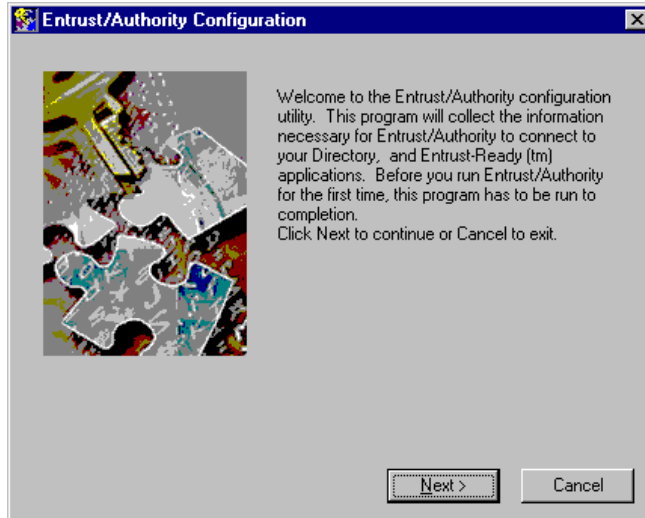 Entrust/Authority Configuration
Welcome to the Entrust/Authority configuration
utility. This program will collect the information
necessary for Entrust/Authority to connect to
your Directory, and Entrust-Ready (tm)
applications. Before you run Entrust/Authority
for the first time, this program has to be run to
completion.
Click Next to continue or Cancel to exit.
Next >
Cancel